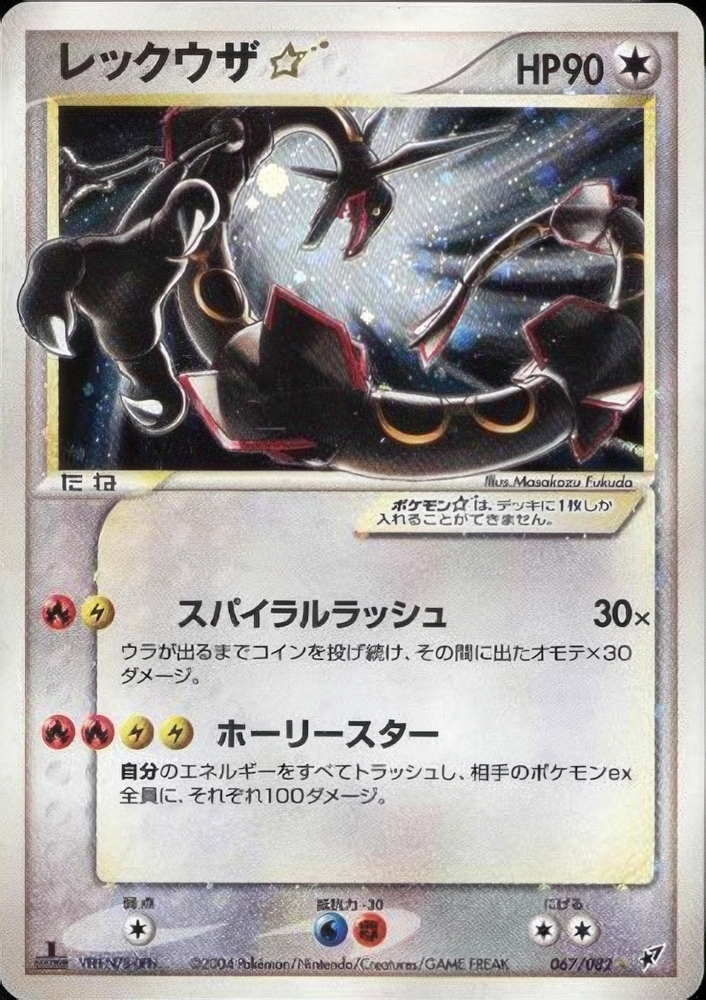 レックウザ☆
HP90
たね
Illus. Masakazu Fukuda
ポケモン☆は、デッキに1枚しか
入れることができません。
スパイラルラッシュ 30×
ウラが出るまでコインを投げ続け、その間に出たオモテ×30
ダメージ。
ホーリースター
自分のエネルギーをすべてトラッシュし、相手のポケモンex
全員に、それぞれ100ダメージ。
弱点 抵抗力 -30 にげる
1
©2004 Pokémon/Nintendo/Creatures/GAME FREAK
067/082